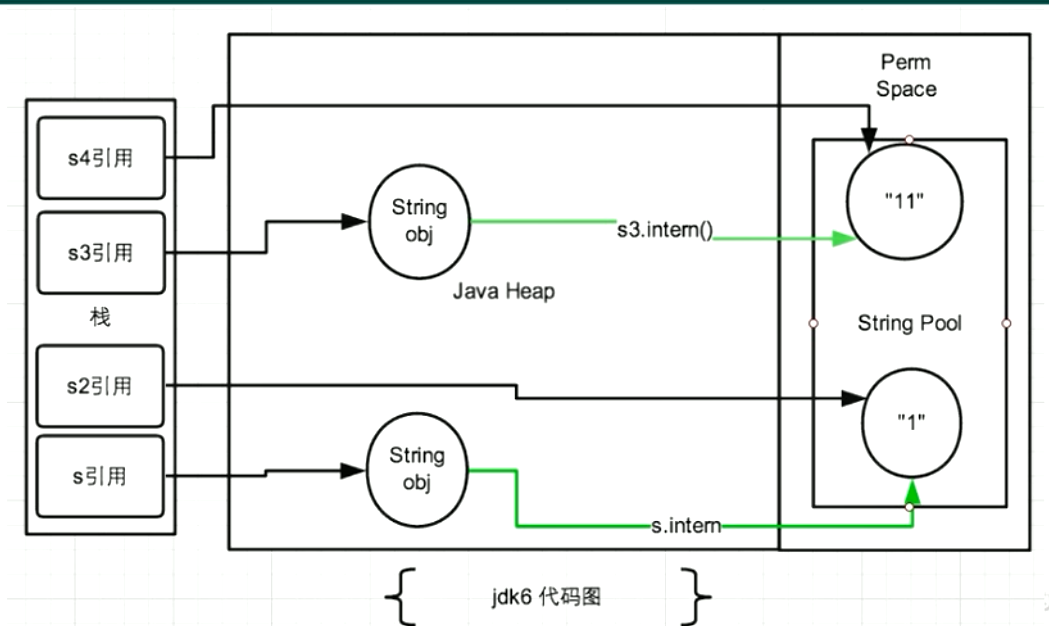 Perm
Space
s4引用
"11"
String
obj
s3.intern()
s3引用
Java Heap
栈
String Pool
s2引用
"1"
String
obj
s引用
s.intern
jdk6 代码图